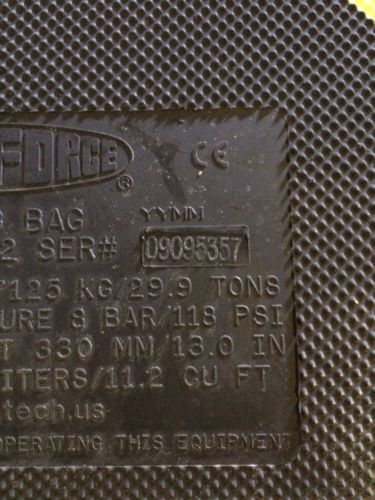 FORCE® CE
G BAG YYMM
2 SER# 09095357
/125 KG/29.9 TONS
URE 8 BAR/118 PSI
T 330 MM/13.0 IN
ITERS/11.2 CU FT
tech.us
OPERATING THIS EQUIPMENT